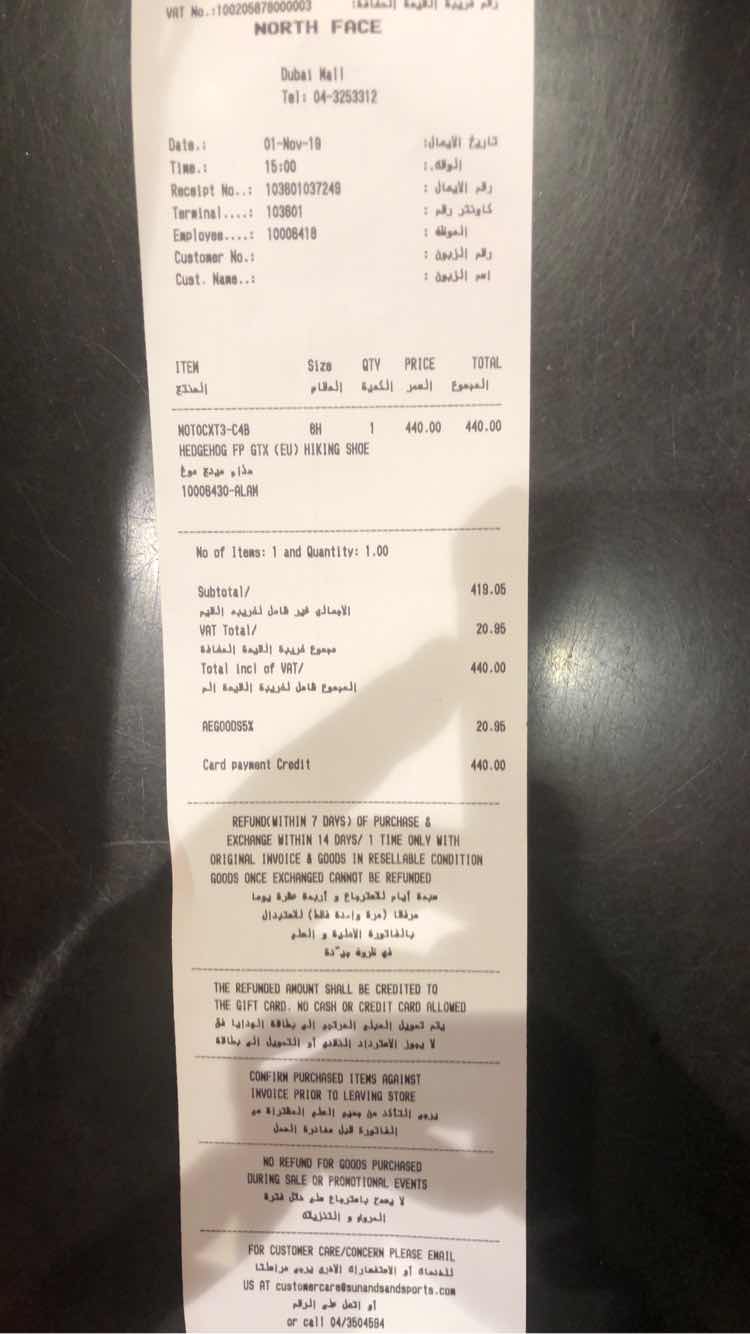 VAT No.:100205878000003 رقم ضريبة القيمة المضافة:
NORTH FACE
Dubai Mall
Tel: 04-3253312
Date.: 01-Nov-19 تاريخ الايصال:
Time.: 15:00 الوقت.:
Receipt No..: 103601037249 رقم الايصال :
Terminal....: 103601 كاونتر رقم :
Employee....: 10006418 الموظف :
Customer No.: رقم الزبون :
Cust. Name..: اسم الزبون :
ITEM Size QTY PRICE TOTAL
المنتج المقاس الكمية السعر المجموع
NOTOCXT3-C4B 8H 1 440.00 440.00
HEDGEHOG FP GTX (EU) HIKING SHOE
10006430-ALAM
No of Items: 1 and Quantity: 1.00
Subtotal/ 419.05
الاجمالي غير شامل لضريبه القيم
VAT Total/ 20.95
مجموع ضريبة القيمة المضافة
Total incl of VAT/ 440.00
المجموع شامل لضريبة القيمة الم
AEGOODS5% 20.95
Card payment Credit 440.00
REFUND(WITHIN 7 DAYS) OF PURCHASE &
EXCHANGE WITHIN 14 DAYS/ 1 TIME ONLY WITH
ORIGINAL INVOICE & GOODS IN RESELLABLE CONDITION
GOODS ONCE EXCHANGED CANNOT BE REFUNDED
سبعة أيام للاسترجاع و أربعة عشرة يوما
(مرة واحدة فقط) للاستبدال
بالفاتورة الاصلية و السلع
في ظروف جيّدة
THE REFUNDED AMOUNT SHALL BE CREDITED TO
THE GIFT CARD. NO CASH OR CREDIT CARD ALLOWED
يتم تحويل المبلغ المرتجع الى بطاقة الهدايا فق
لا يجوز الاسترداد النقدي أو التحويل الى بطاقة
CONFIRM PURCHASED ITEMS AGAINST
INVOICE PRIOR TO LEAVING STORE
يرجى التأكد من جميع السلع المشتراة مع
الفاتورة قبل مغادرة المحل
NO REFUND FOR GOODS PURCHASED
DURING SALE OR PROMOTIONAL EVENTS
لا يسمح باسترجاع خلال فترة
العروض و التنزيلات
FOR CUSTOMER CARE/CONCERN PLEASE EMAIL
أو الاستفسارات الاخرى يرجى مراسلتنا
US AT customercare@sunandsandsports.com
أو اتصل على الرقم
or call 04/3504584